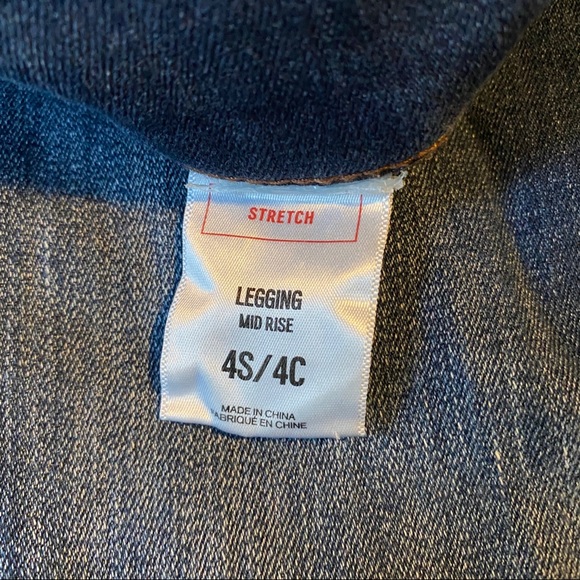 STRETCH
LEGGING
MID RISE
4S/4C
MADE IN CHINA
FABRIQUÉ EN CHINE